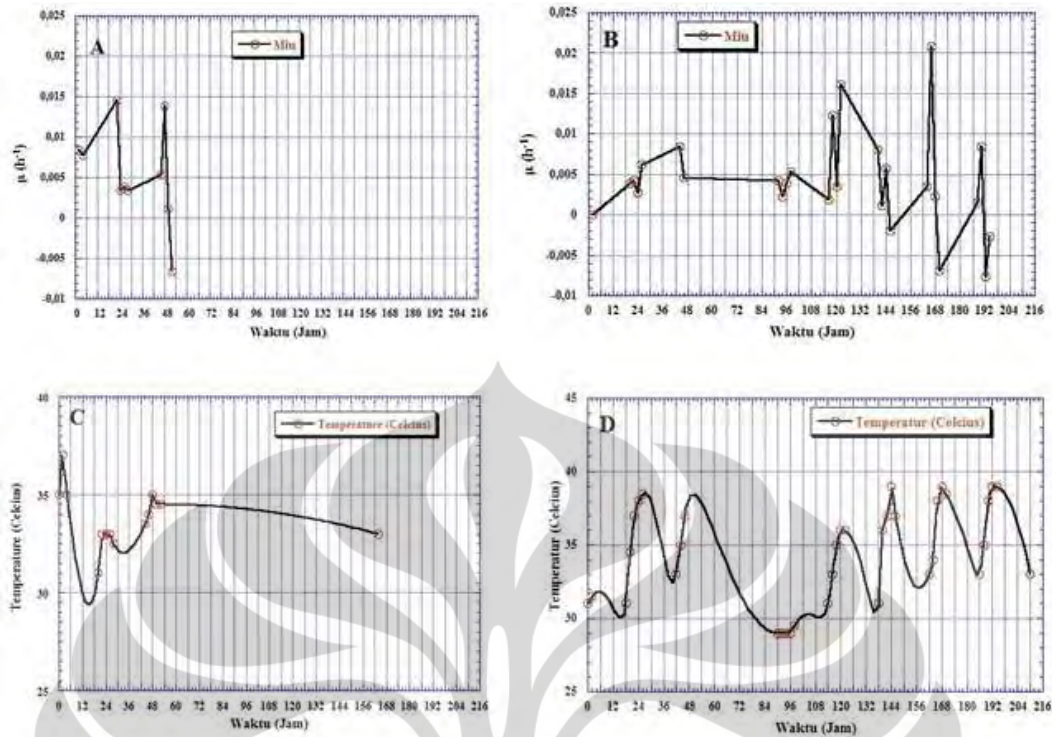 A
Miu
0,025
0,02
0,015
0,01
0,005
0
-0,005
-0,01
μ (h⁻¹)
0 12 24 36 48 60 72 84 96 108 120 132 144 156 168 180 192 204 216
Waktu (Jam)
B
Miu
0,025
0,02
0,015
0,01
0,005
0
-0,005
-0,01
μ (h⁻¹)
0 12 24 36 48 60 72 84 96 108 120 132 144 156 168 180 192 204 216
Waktu (Jam)
C
Temperature (Celcius)
40
35
30
25
Temperature (Celcius)
0 12 24 36 48 60 72 84 96 108 120 132 144 156 168 180 192 204 216
Waktu (Jam)
D
Temperatur (Celcius)
45
40
35
30
25
Temperatur (Celcius)
0 12 24 36 48 60 72 84 96 108 120 132 144 156 168 180 192 204 216
Waktu (Jam)